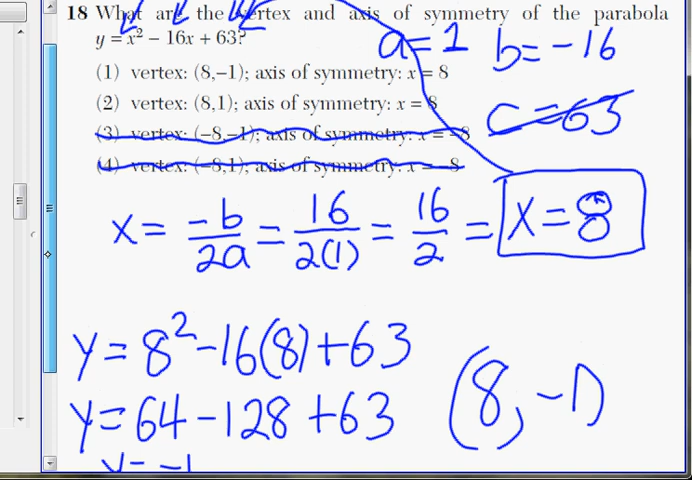 18 What are the vertex and axis of symmetry of the parabola
y = x² − 16x + 63?
a=1 b=-16
(1) vertex: (8,−1); axis of symmetry: x = 8
(2) vertex: (8,1); axis of symmetry: x = 8
c=63
(3) vertex: (−8,−1); axis of symmetry: x = −8
(4) vertex: (−8,1); axis of symmetry: x = −8
x = -b/2a = 16/2(1) = 16/2 = x=8
y = 8²-16(8)+63
(8,-1)
y= 64-128+63
y= -1